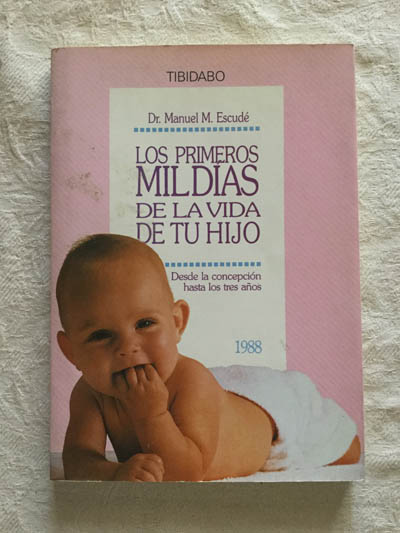 TIBIDABO
Dr. Manuel M. Escudé
LOS PRIMEROS
MIL DÍAS
DE LA VIDA
DE TU HIJO
Desde la concepción
hasta los tres años
1988